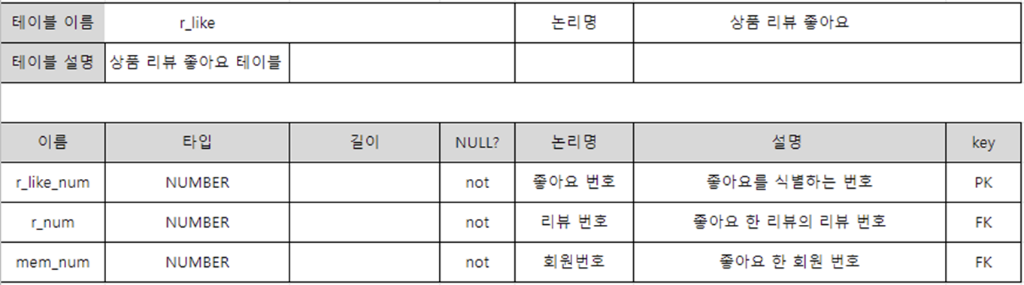 테이블 이름 r_like 논리명 상품 리뷰 좋아요
테이블 설명 상품 리뷰 좋아요 테이블
이름 타입 길이 NULL? 논리명 설명 key
r_like_num NUMBER not 좋아요 번호 좋아요를 식별하는 번호 PK
r_num NUMBER not 리뷰 번호 좋아요 한 리뷰의 리뷰 번호 FK
mem_num NUMBER not 회원번호 좋아요 한 회원 번호 FK